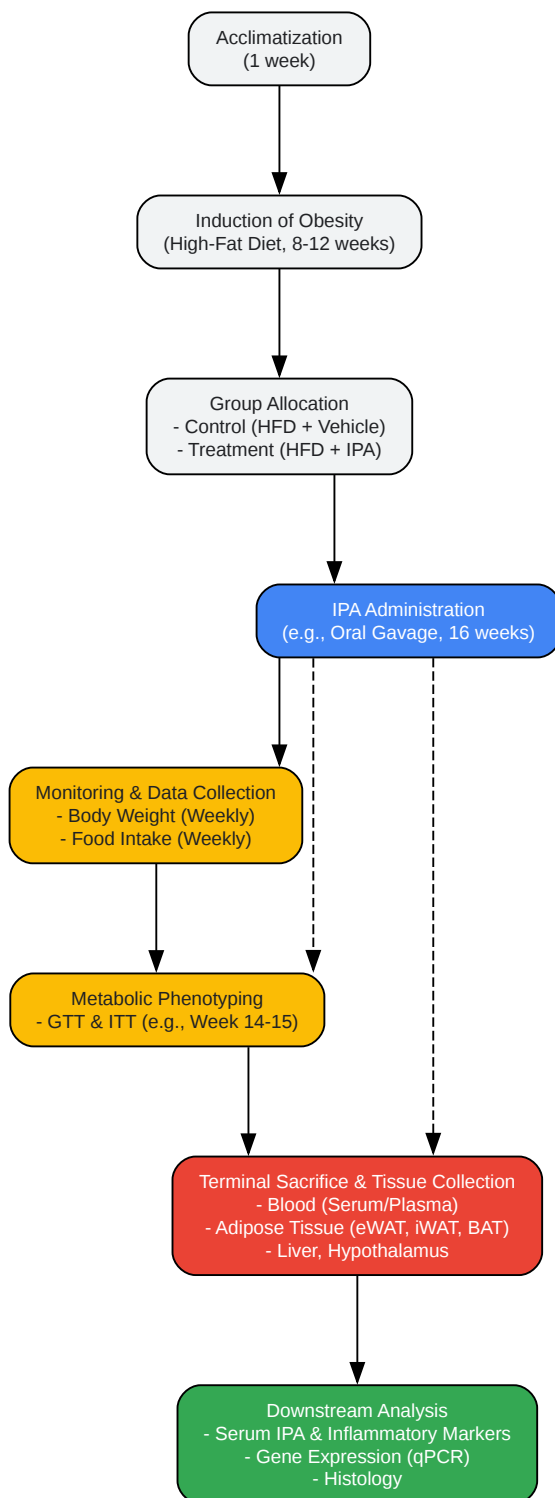 Acclimatization
(1 week)
Induction of Obesity
(High-Fat Diet, 8-12 weeks)
Group Allocation
- Control (HFD + Vehicle)
- Treatment (HFD + IPA)
IPA Administration
(e.g., Oral Gavage, 16 weeks)
Monitoring & Data Collection
- Body Weight (Weekly)
- Food Intake (Weekly)
Metabolic Phenotyping
- GTT & ITT (e.g., Week 14-15)
Terminal Sacrifice & Tissue Collection
- Blood (Serum/Plasma)
- Adipose Tissue (eWAT, iWAT, BAT)
- Liver, Hypothalamus
Downstream Analysis
- Serum IPA & Inflammatory Markers
- Gene Expression (qPCR)
- Histology